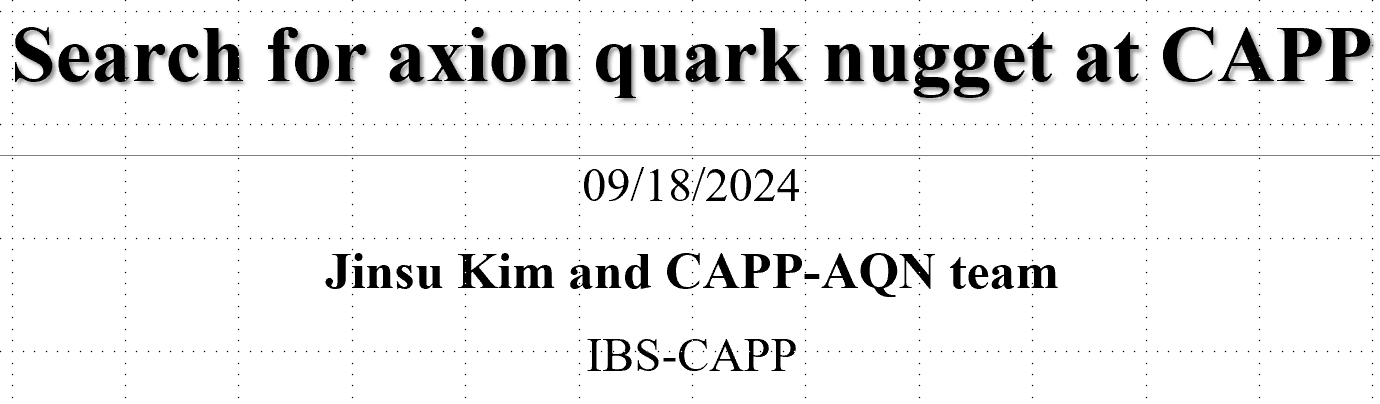 Search for axion quark nugget at CAPP
09/18/2024
Jinsu Kim and CAPP-AQN team
IBS-CAPP